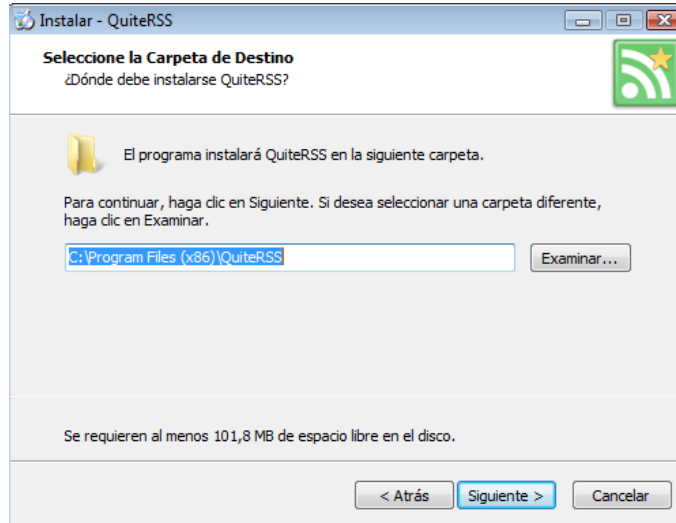 Instalar - QuiteRSS
Seleccione la Carpeta de Destino
¿Dónde debe instalarse QuiteRSS?
El programa instalará QuiteRSS en la siguiente carpeta.
Para continuar, haga clic en Siguiente. Si desea seleccionar una carpeta diferente,
haga clic en Examinar.
C:\Program Files (x86)\QuiteRSS
Examinar...
Se requieren al menos 101,8 MB de espacio libre en el disco.
< Atrás
Siguiente >
Cancelar